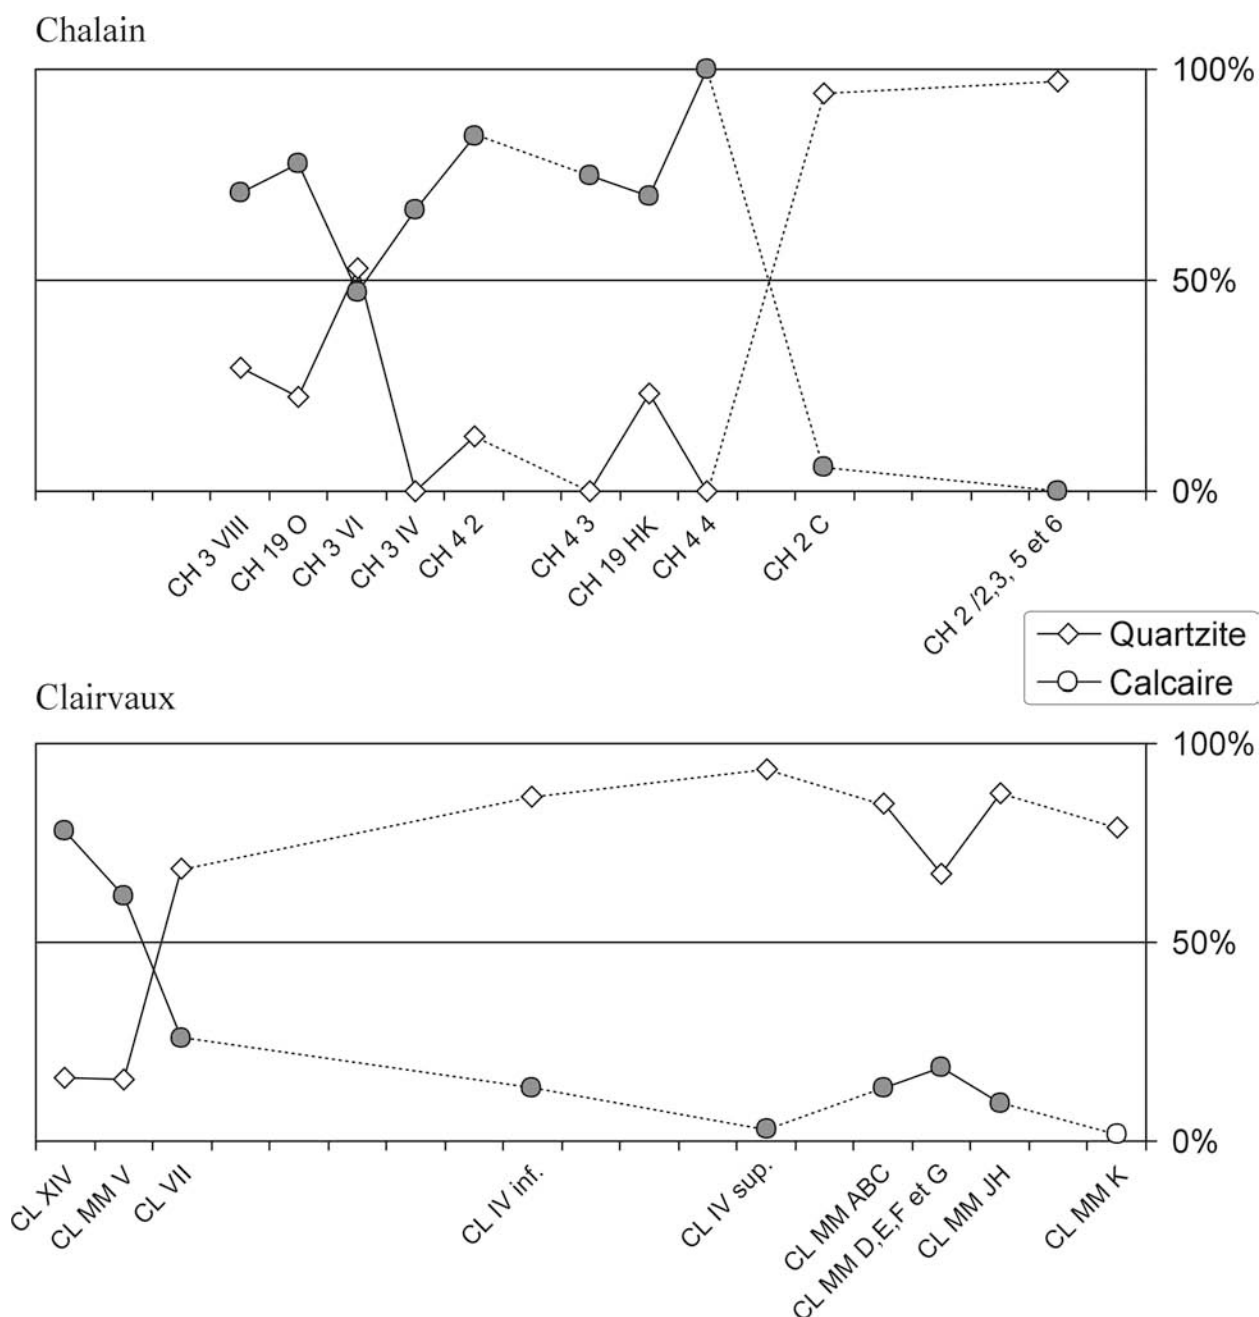 Chalain
100%
50%
0%
CH 3 VIII
CH 19 O
CH 3 VI
CH 3 IV
CH 4 2
CH 4 3
CH 19 HK
CH 4 4
CH 2 C
CH 2 /2,3, 5 et 6
Quartzite
Calcaire
Clairvaux
100%
50%
0%
CL XIV
CL MM V
CL VII
CL IV inf.
CL IV sup.
CL MM ABC
CL MM D,E,F et G
CL MM JH
CL MM K